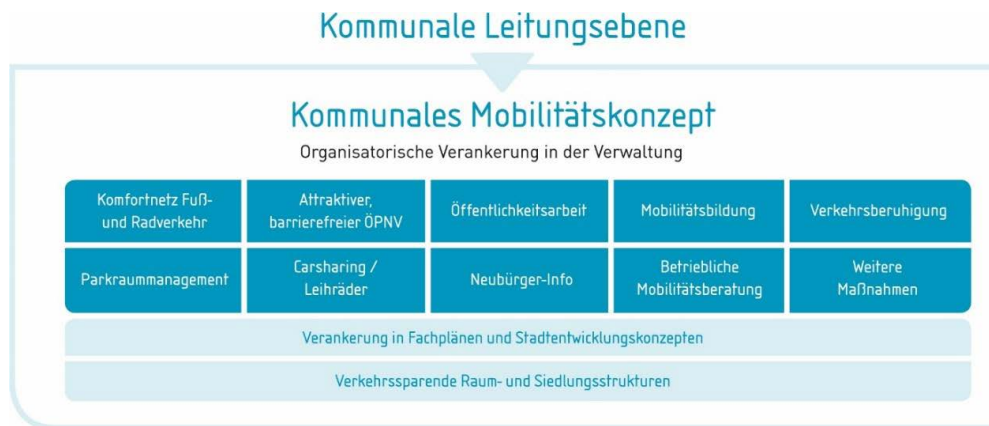 Kommunale Leitungsebene
Kommunales Mobilitätskonzept
Organisatorische Verankerung in der Verwaltung
Komfortnetz Fuß-
und Radverkehr
Attraktiver,
barrierefreier ÖPNV
Öffentlichkeitsarbeit
Mobilitätsbildung
Verkehrsberuhigung
Parkraummanagement
Carsharing /
Leihräder
Neubürger-Info
Betriebliche
Mobilitätsberatung
Weitere
Maßnahmen
Verankerung in Fachplänen und Stadtentwicklungskonzepten
Verkehrssparende Raum- und Siedlungsstrukturen